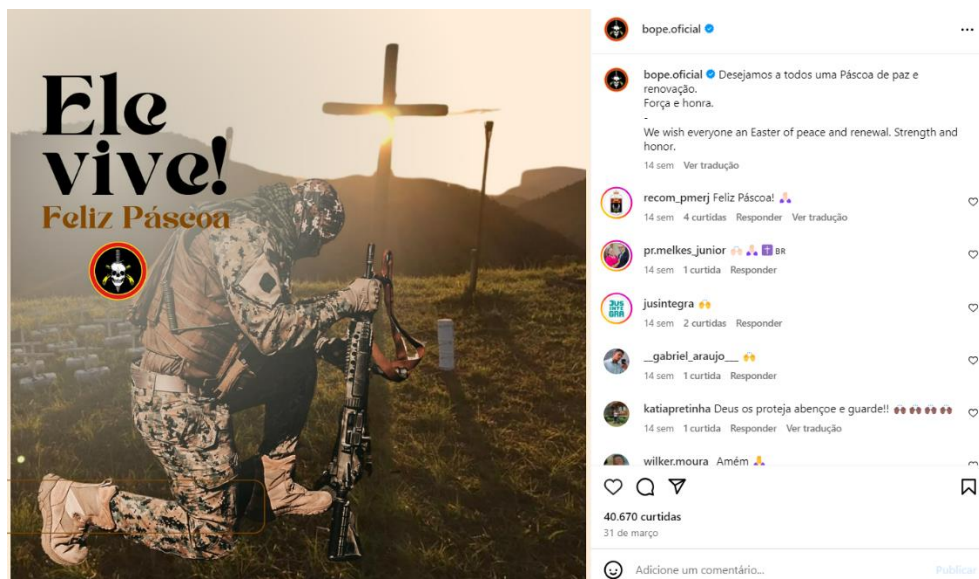 Ele
vive!
Feliz Páscoa
bope.oficial
bope.oficial Desejamos a todos uma Páscoa de paz e
renovação.
Força e honra.
-
We wish everyone an Easter of peace and renewal. Strength and
honor.
14 sem Ver tradução
recom_pmerj Feliz Páscoa!
14 sem 4 curtidas Responder Ver tradução
pr.melkes_junior BR
14 sem 1 curtida Responder
JUS
INTE
GRA
jusintegra
14 sem 2 curtidas Responder
__gabriel_araujo___
14 sem 1 curtida Responder
katiapretinha Deus os proteja abençoe e guarde!!
14 sem 1 curtida Responder Ver tradução
wilker.moura Amém
40.670 curtidas
31 de março
Adicione um comentário...
Publicar